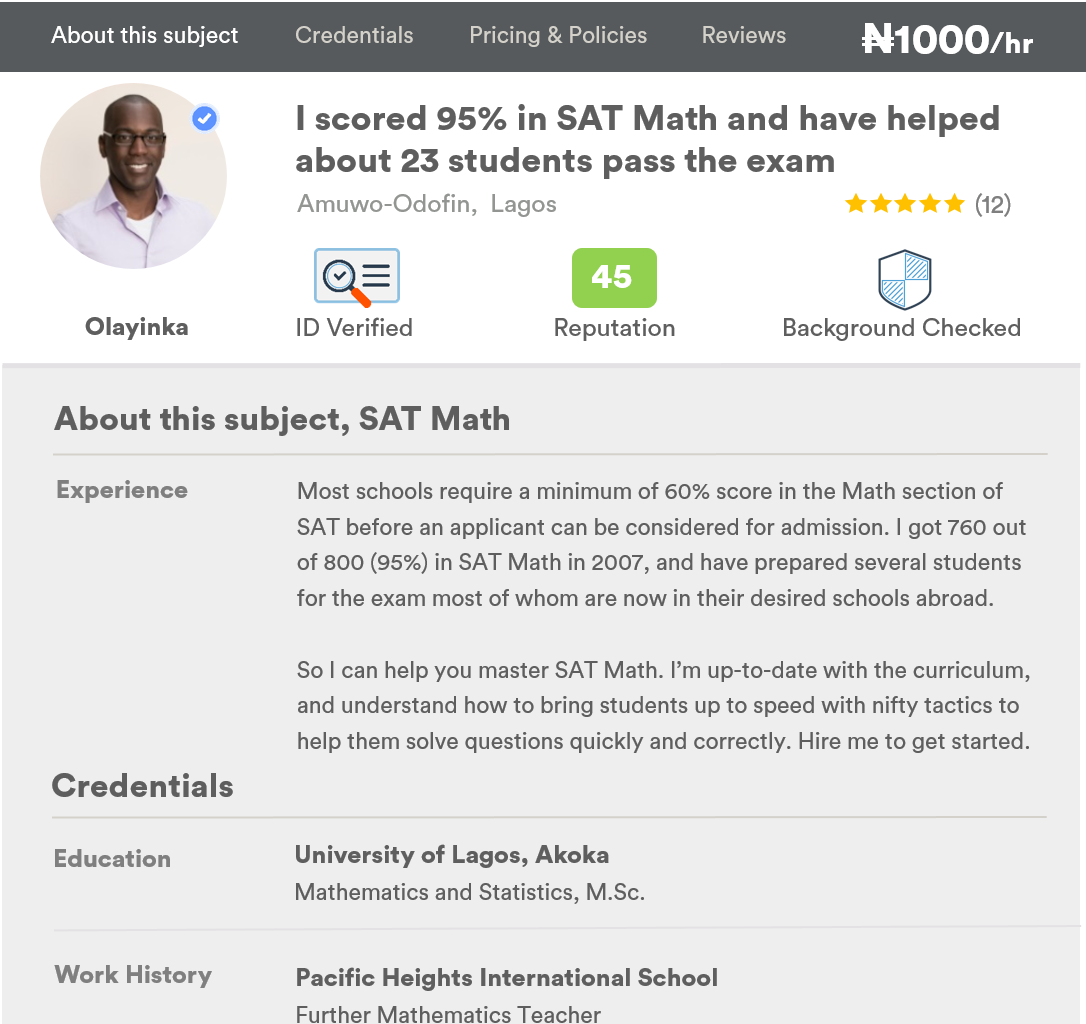 About this subject Credentials Pricing & Policies Reviews ₦1000/hr
I scored 95% in SAT Math and have helped
about 23 students pass the exam
Amuwo-Odofin, Lagos (12)
45
Olayinka ID Verified Reputation Background Checked
About this subject, SAT Math
Experience
Most schools require a minimum of 60% score in the Math section of
SAT before an applicant can be considered for admission. I got 760 out
of 800 (95%) in SAT Math in 2007, and have prepared several students
for the exam most of whom are now in their desired schools abroad.
So I can help you master SAT Math. I'm up-to-date with the curriculum,
and understand how to bring students up to speed with nifty tactics to
help them solve questions quickly and correctly. Hire me to get started.
Credentials
Education
University of Lagos, Akoka
Mathematics and Statistics, M.Sc.
Work History
Pacific Heights International School
Further Mathematics Teacher